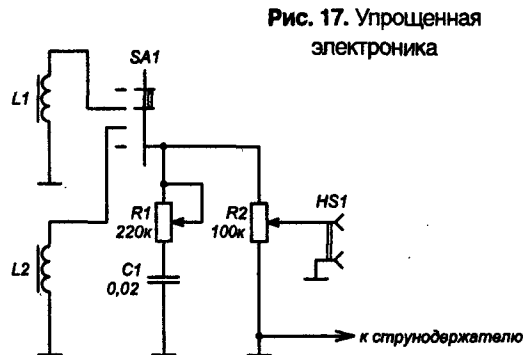 Рис. 17. Упрощенная
электроника
SA1
L1
R1
220к
R2
100к
HS1
C1
0,02
L2
к струнодержателю